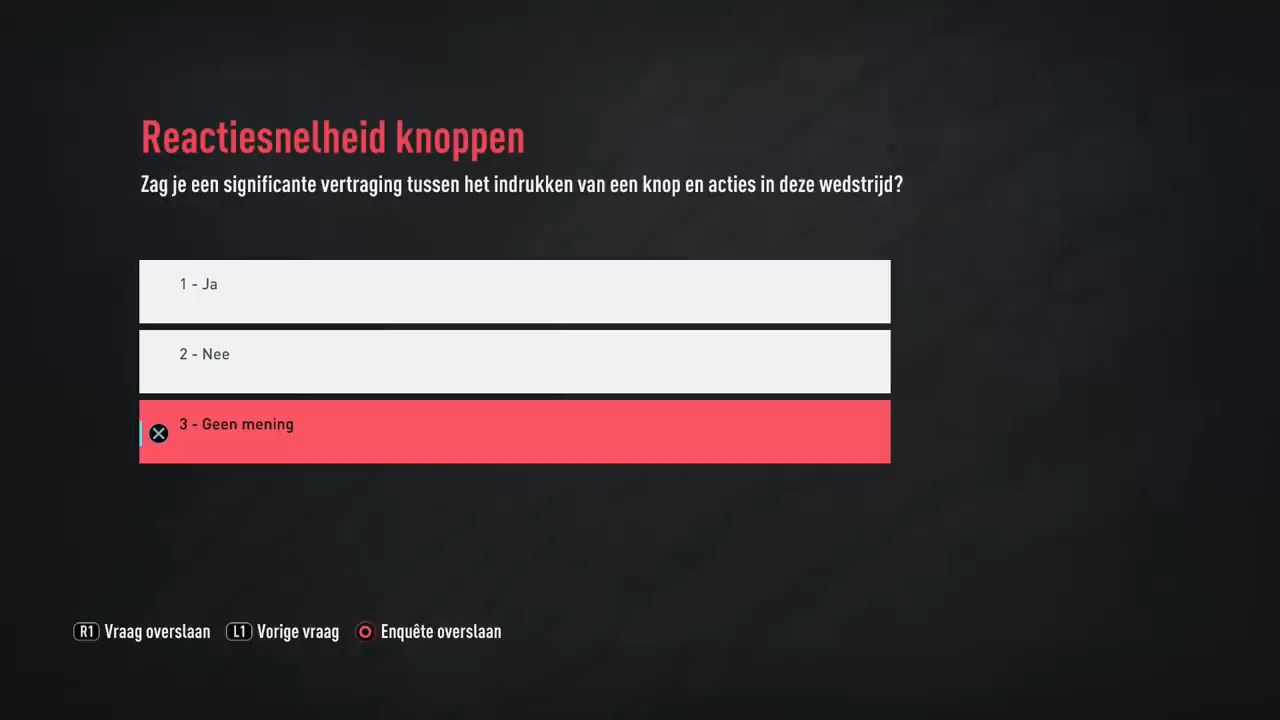 Reactiesnelheid knoppen
Zag je een significante vertraging tussen het indrukken van een knop en acties in deze wedstrijd?
1 - Ja
2 - Nee
3 - Geen mening
R1 Vraag overslaan L1 Vorige vraag Enquête overslaan